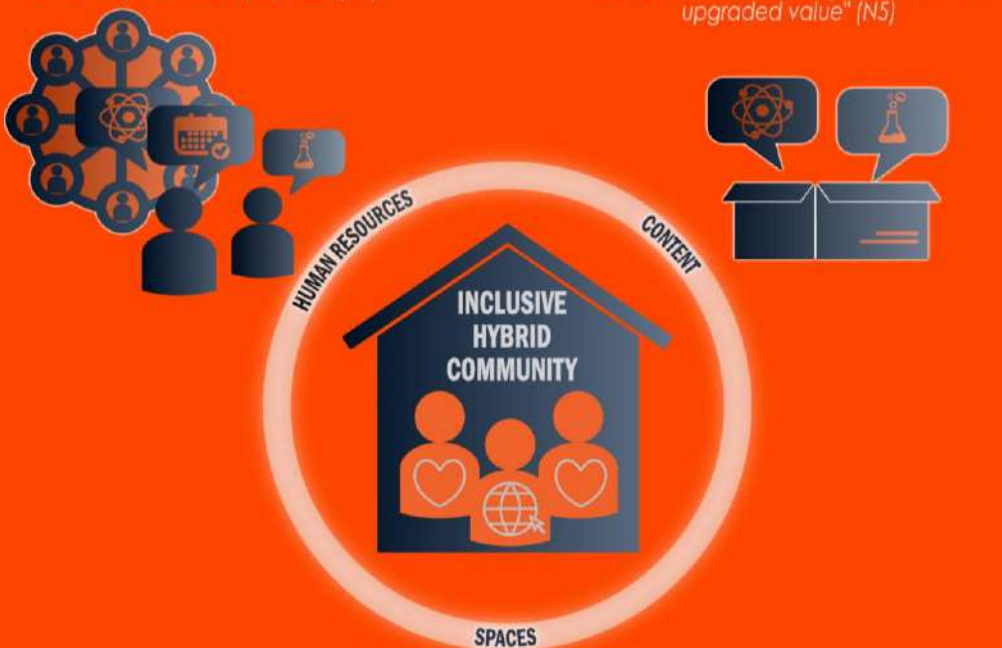 upgraded value" (N5)
HUMAN RESOURCES
CONTENT
INCLUSIVE
HYBRID
COMMUNITY
SPACES